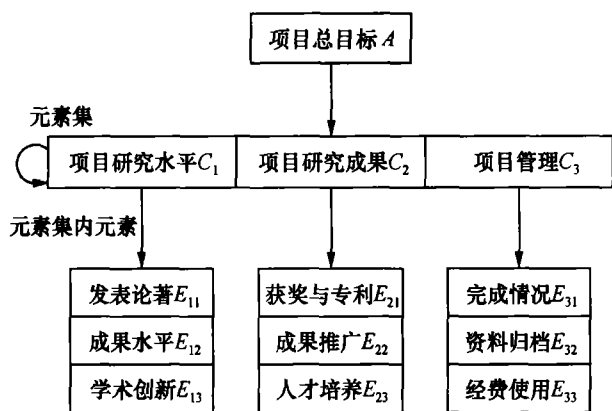 项目总目标 A
元素集
项目研究水平C₁ 项目研究成果C₂ 项目管理C₃
元素集内元素
发表论著E₁₁ 获奖与专利E₂₁ 完成情况E₃₁
成果水平E₁₂ 成果推广E₂₂ 资料归档E₃₂
学术创新E₁₃ 人才培养E₂₃ 经费使用E₃₃